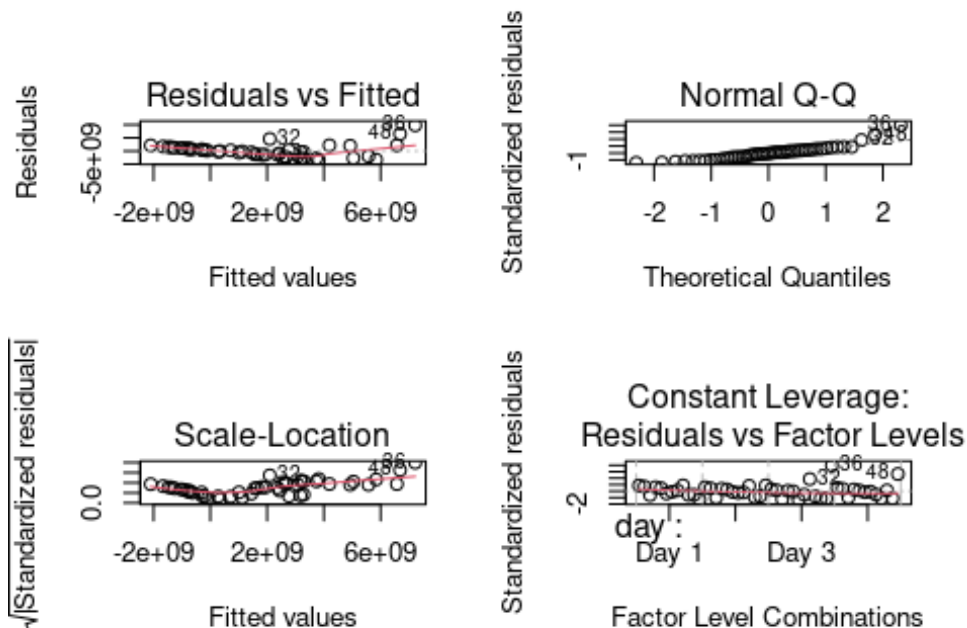 Residuals vs Fitted
Residuals
-5e+09
32
48
36
-2e+09 2e+09 6e+09
Fitted values
Normal Q-Q
Standardized residuals
-1
36
48
32
-2 -1 0 1 2
Theoretical Quantiles
Scale-Location
√|Standardized residuals|
0.0
32
48
36
-2e+09 2e+09 6e+09
Fitted values
Constant Leverage:
Residuals vs Factor Levels
Standardized residuals
-2
32
36
48
day :
Day 1 Day 3
Factor Level Combinations